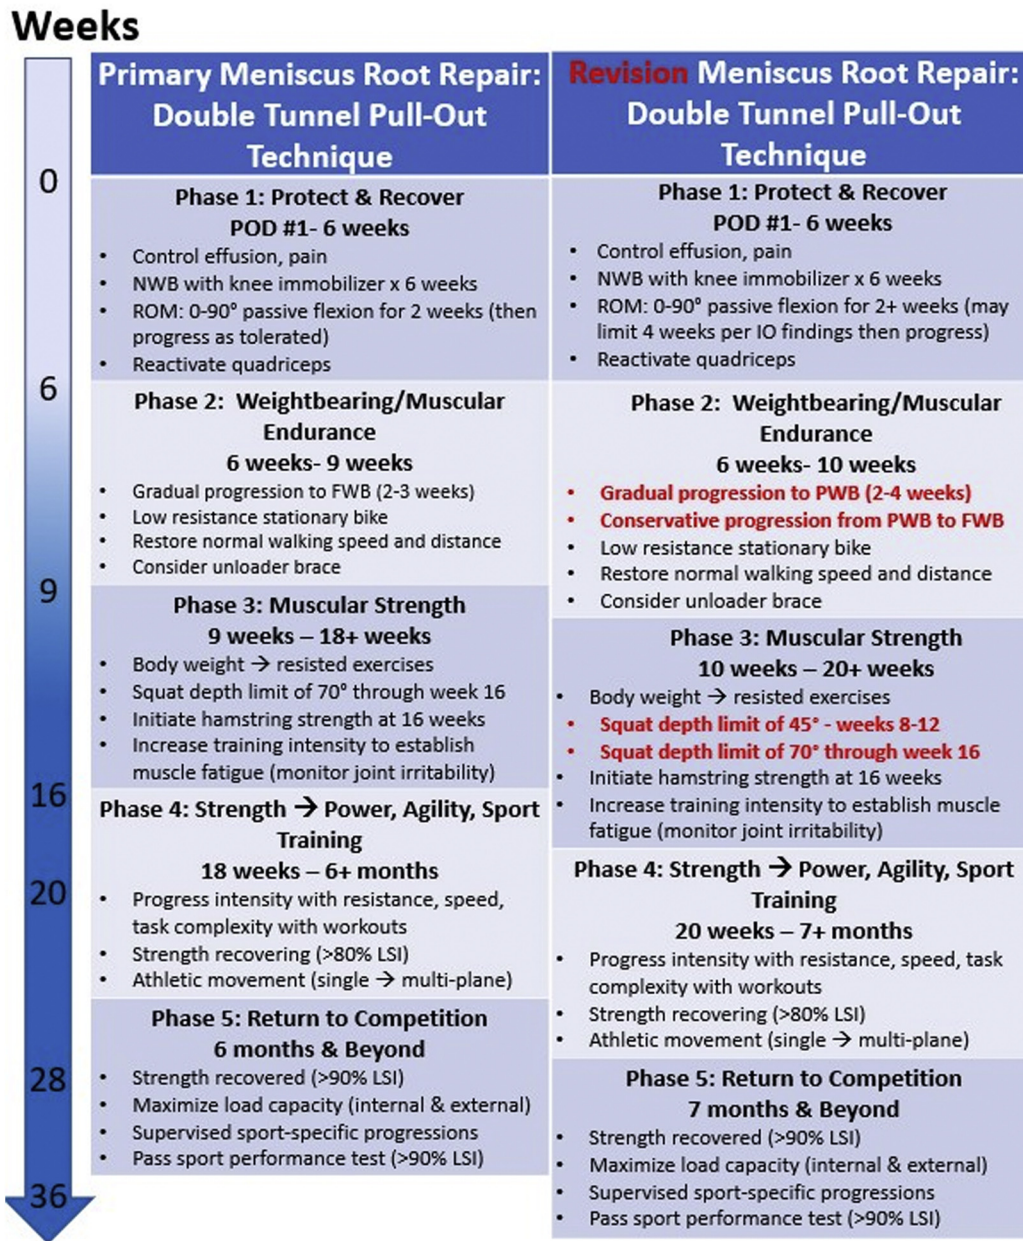 Weeks
0
6
9
16
20
28
36
Primary Meniscus Root Repair:
Double Tunnel Pull-Out
Technique
Phase 1: Protect & Recover
POD #1- 6 weeks
• Control effusion, pain
• NWB with knee immobilizer x 6 weeks
• ROM: 0-90° passive flexion for 2 weeks (then
progress as tolerated)
• Reactivate quadriceps
Phase 2: Weightbearing/Muscular
Endurance
6 weeks- 9 weeks
• Gradual progression to FWB (2-3 weeks)
• Low resistance stationary bike
• Restore normal walking speed and distance
• Consider unloader brace
Phase 3: Muscular Strength
9 weeks – 18+ weeks
• Body weight → resisted exercises
• Squat depth limit of 70° through week 16
• Initiate hamstring strength at 16 weeks
• Increase training intensity to establish
muscle fatigue (monitor joint irritability)
Phase 4: Strength → Power, Agility, Sport
Training
18 weeks – 6+ months
• Progress intensity with resistance, speed,
task complexity with workouts
• Strength recovering (>80% LSI)
• Athletic movement (single → multi-plane)
Phase 5: Return to Competition
6 months & Beyond
• Strength recovered (>90% LSI)
• Maximize load capacity (internal & external)
• Supervised sport-specific progressions
• Pass sport performance test (>90% LSI)
Revision Meniscus Root Repair:
Double Tunnel Pull-Out
Technique
Phase 1: Protect & Recover
POD #1- 6 weeks
• Control effusion, pain
• NWB with knee immobilizer x 6 weeks
• ROM: 0-90° passive flexion for 2+ weeks (may
limit 4 weeks per IO findings then progress)
• Reactivate quadriceps
Phase 2: Weightbearing/Muscular
Endurance
6 weeks- 10 weeks
• Gradual progression to PWB (2-4 weeks)
• Conservative progression from PWB to FWB
• Low resistance stationary bike
• Restore normal walking speed and distance
• Consider unloader brace
Phase 3: Muscular Strength
10 weeks – 20+ weeks
• Body weight → resisted exercises
• Squat depth limit of 45° - weeks 8-12
• Squat depth limit of 70° through week 16
• Initiate hamstring strength at 16 weeks
• Increase training intensity to establish muscle
fatigue (monitor joint irritability)
Phase 4: Strength → Power, Agility, Sport
Training
20 weeks – 7+ months
• Progress intensity with resistance, speed, task
complexity with workouts
• Strength recovering (>80% LSI)
• Athletic movement (single → multi-plane)
Phase 5: Return to Competition
7 months & Beyond
• Strength recovered (>90% LSI)
• Maximize load capacity (internal & external)
• Supervised sport-specific progressions
• Pass sport performance test (>90% LSI)